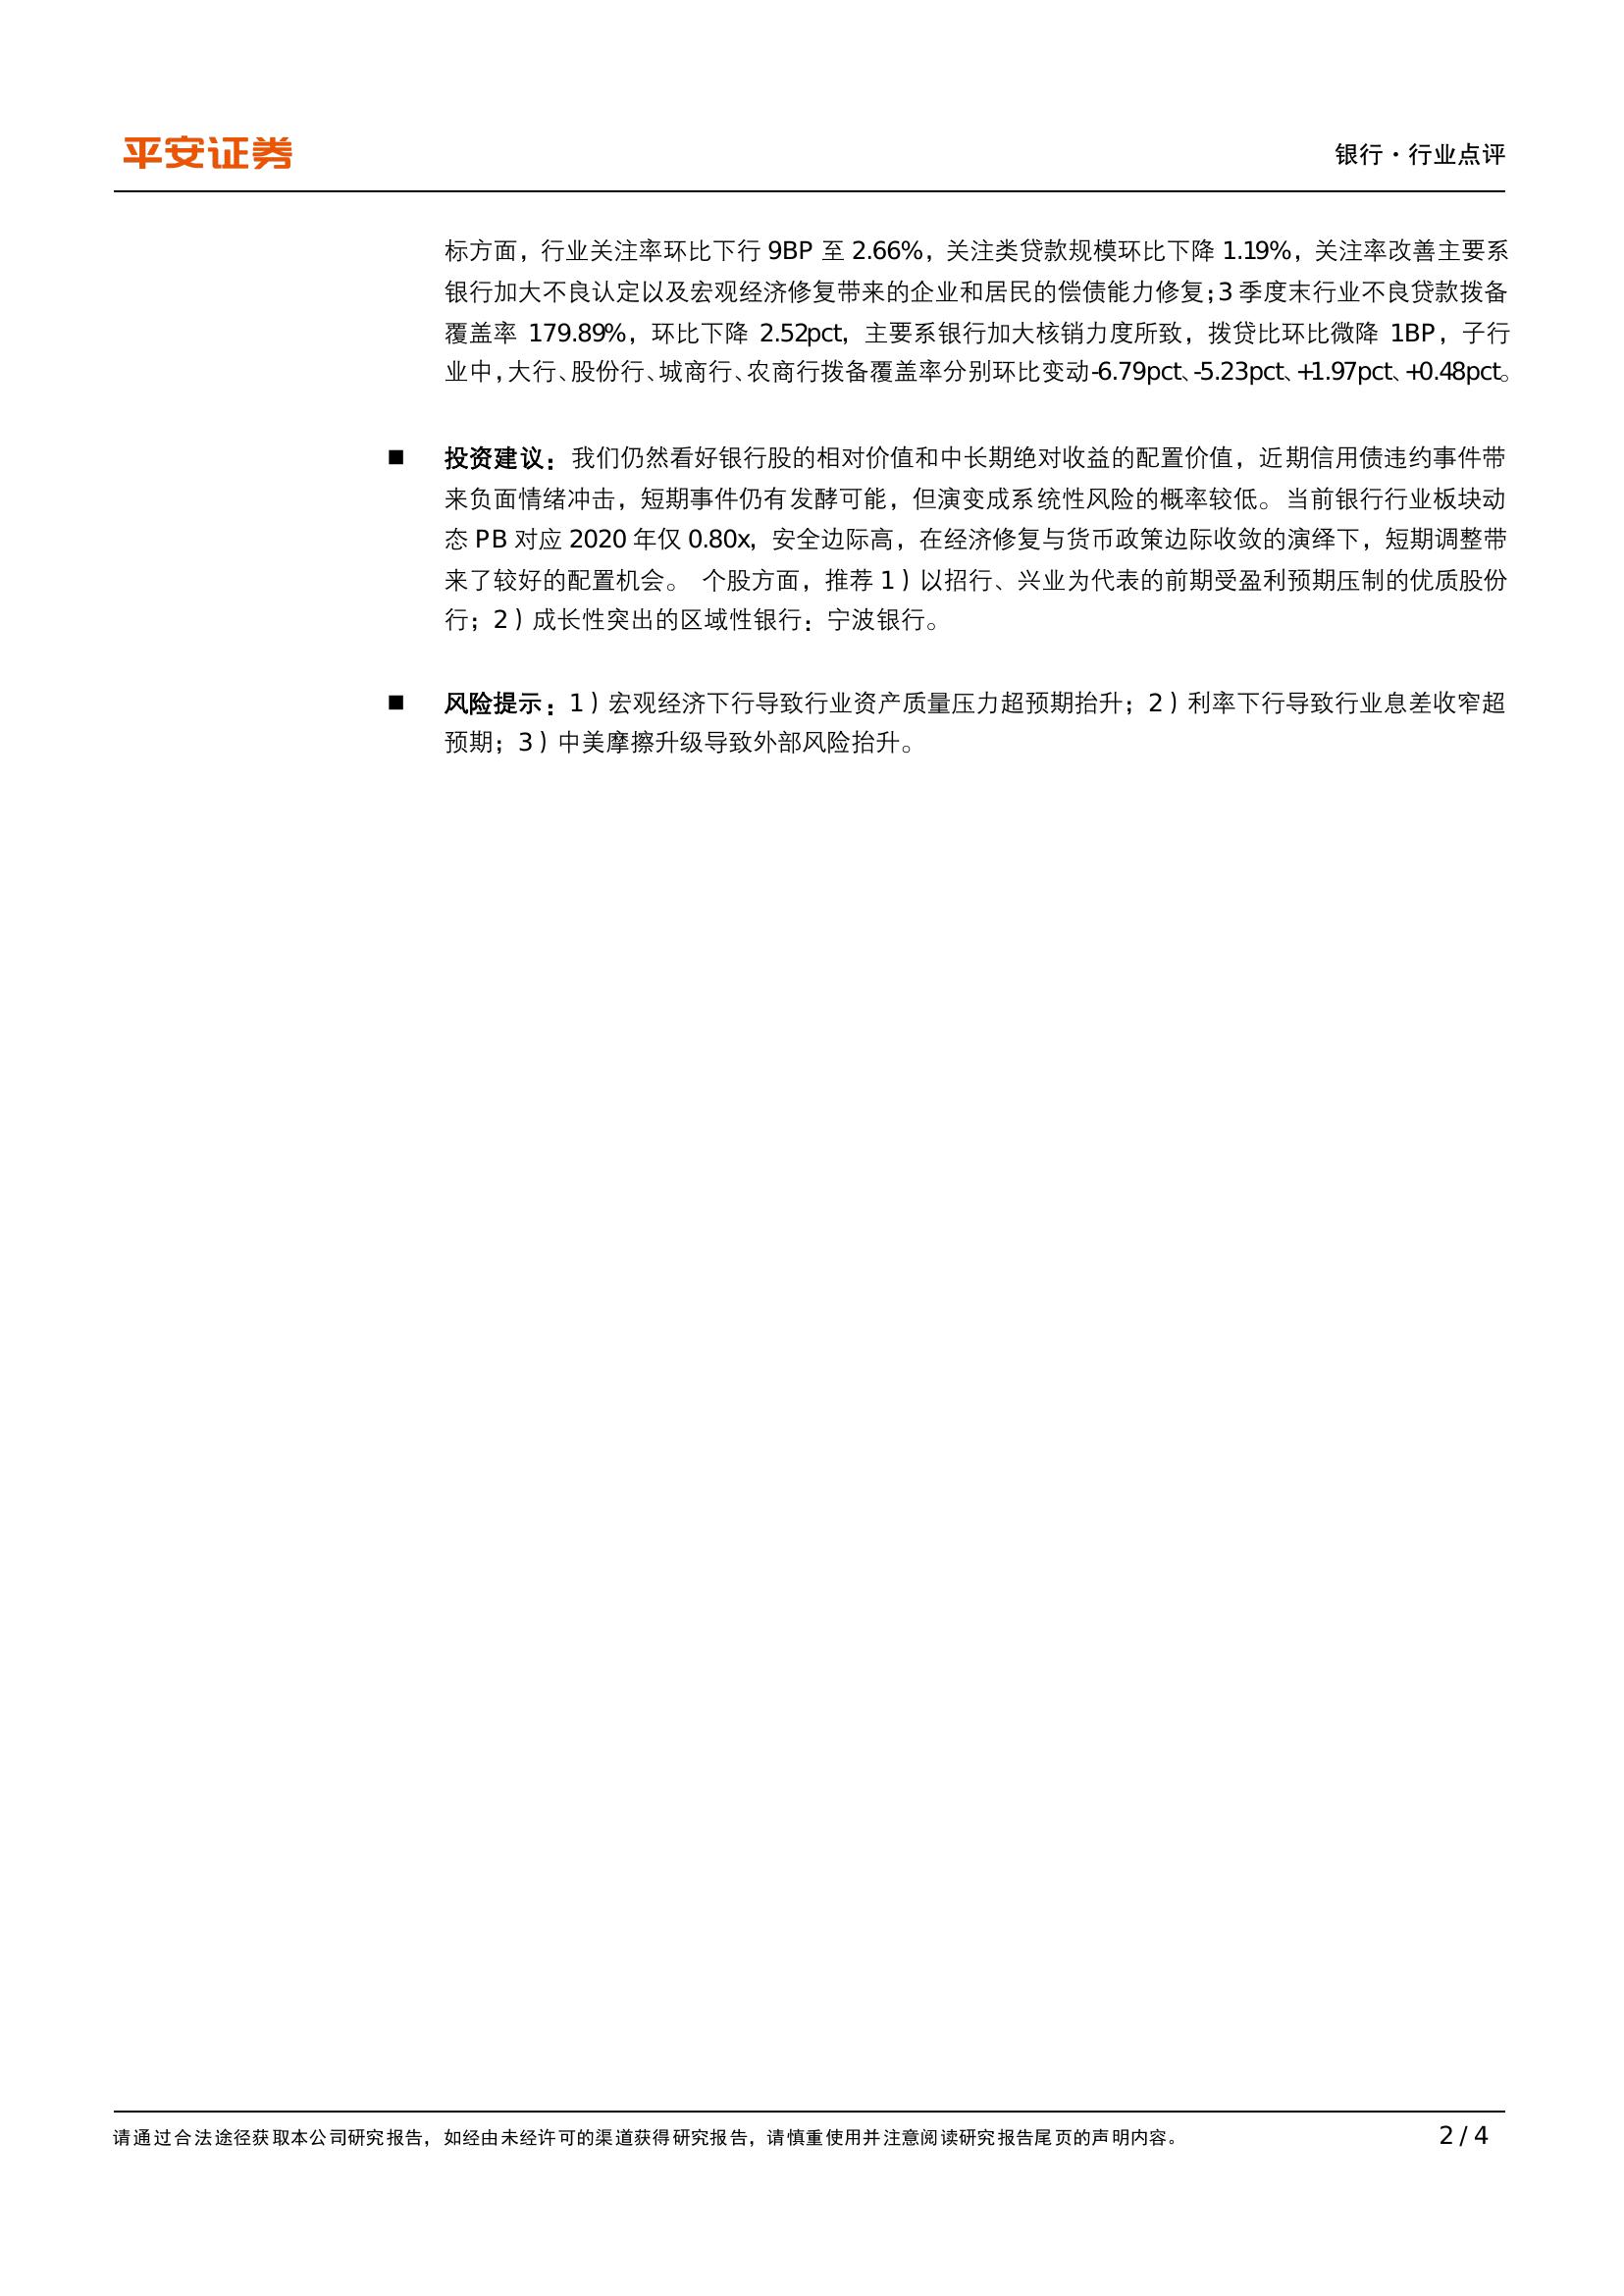 平安证券
银行·行业点评
标方面，行业关注率环比下行 9BP 至 2.66%，关注类贷款规模环比下降 1.19%，关注率改善主要系
银行加大不良认定以及宏观经济修复带来的企业和居民的偿债能力修复；3 季度末行业不良贷款拨备
覆盖率 179.89%，环比下降 2.52pct，主要系银行加大核销力度所致，拨贷比环比微降 1BP，子行
业中，大行、股份行、城商行、农商行拨备覆盖率分别环比变动-6.79pct、-5.23pct、+1.97pct、+0.48pct。
■ 投资建议：我们仍然看好银行股的相对价值和中长期绝对收益的配置价值，近期信用债违约事件带
来负面情绪冲击，短期事件仍有发酵可能，但演变成系统性风险的概率较低。当前银行行业板块动
态 PB 对应 2020 年仅 0.80x，安全边际高，在经济修复与货币政策边际收敛的演绎下，短期调整带
来了较好的配置机会。 个股方面，推荐 1）以招行、兴业为代表的前期受盈利预期压制的优质股份
行；2）成长性突出的区域性银行：宁波银行。
■ 风险提示：1）宏观经济下行导致行业资产质量压力超预期抬升；2）利率下行导致行业息差收窄超
预期；3）中美摩擦升级导致外部风险抬升。
请通过合法途径获取本公司研究报告，如经由未经许可的渠道获得研究报告，请慎重使用并注意阅读研究报告尾页的声明内容。
2 / 4